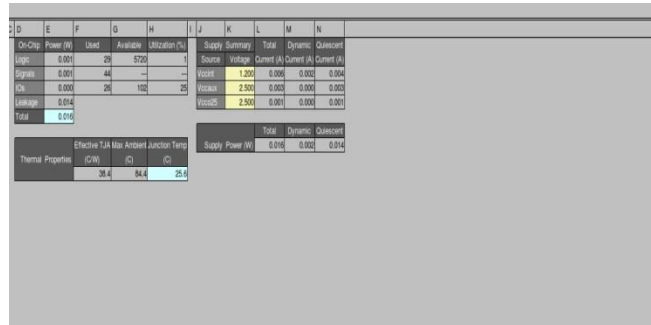 D E F G H I J K L M N
On-Chip Power (W) Used Available Utilization (%) Supply Summary Total Dynamic Quiescent
Logic 0.001 29 5720 1 Source Voltage Current (A) Current (A) Current (A)
Signals 0.001 44 --- --- Vccint 1.200 0.006 0.002 0.004
IOs 0.000 26 102 25 Vccaux 2.500 0.003 0.000 0.003
Leakage 0.014 Vcco25 2.500 0.001 0.000 0.001
Total 0.016
Total Dynamic Quiescent
Effective TJA Max Ambient Junction Temp Supply Power (W) 0.016 0.002 0.014
Thermal Properties (C/W) (C) (C)
38.4 84.4 25.6